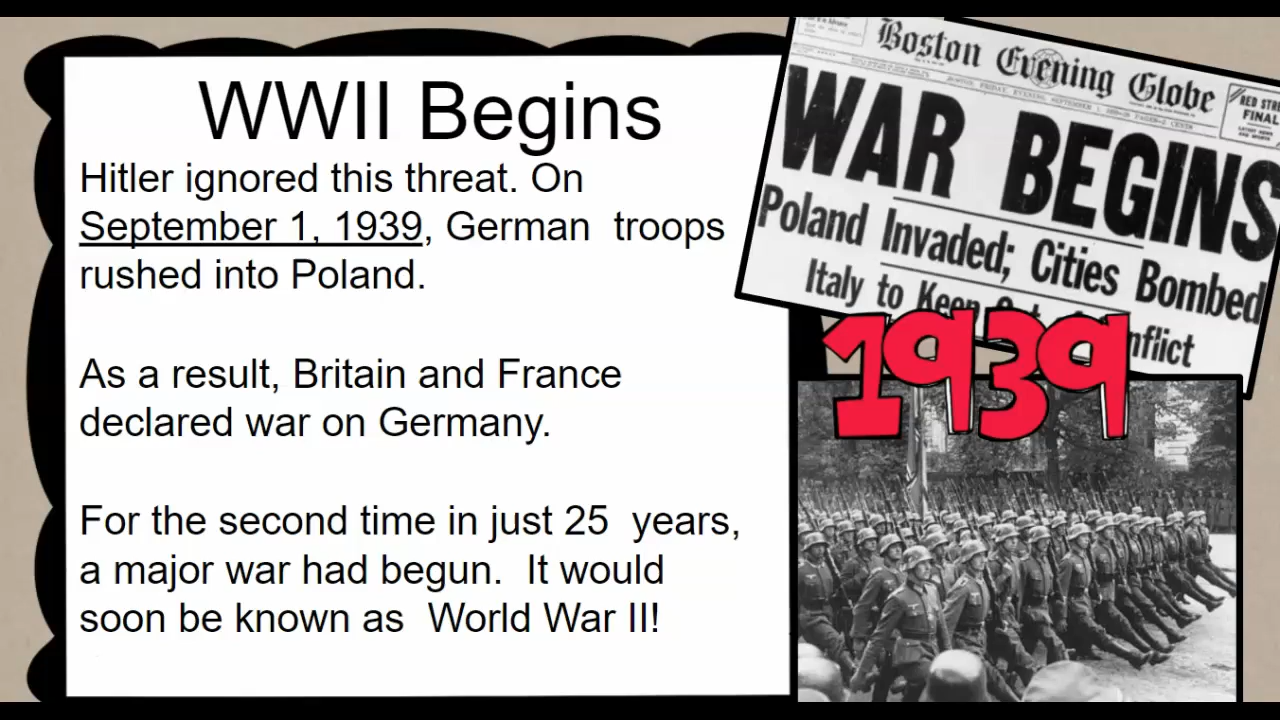 WWII Begins
Hitler ignored this threat. On
September 1, 1939, German  troops
rushed into Poland.
As a result, Britain and France
declared war on Germany.
For the second time in just 25  years,
a major war had begun.  It would
soon be known as  World War II!
Boston Evening Globe
RED STR
FINAL
WAR BEGINS
Poland Invaded; Cities Bombed
Italy to Keep
nflict
1939